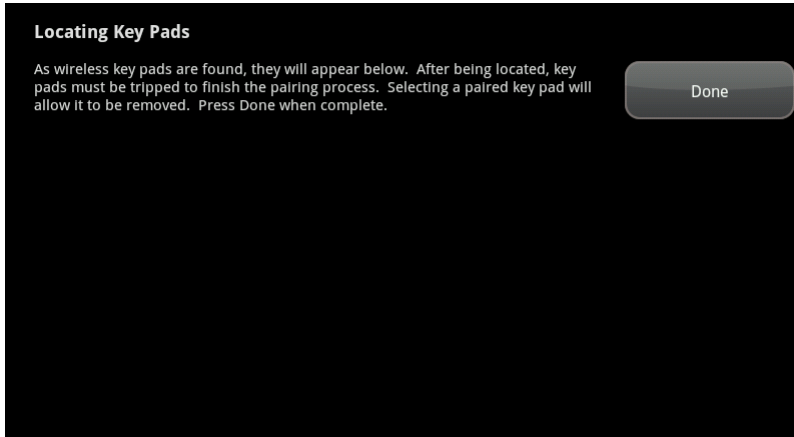 Locating Key Pads
As wireless key pads are found, they will appear below.  After being located, key
pads must be tripped to finish the pairing process.  Selecting a paired key pad will
allow it to be removed.  Press Done when complete.
Done